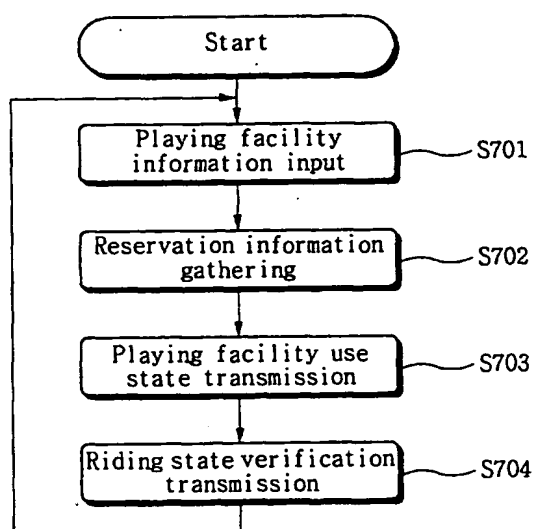 Start
Playing facility
information input
S701
Reservation information
gathering
S702
Playing facility use
state transmission
S703
Riding state verification
transmission
S704